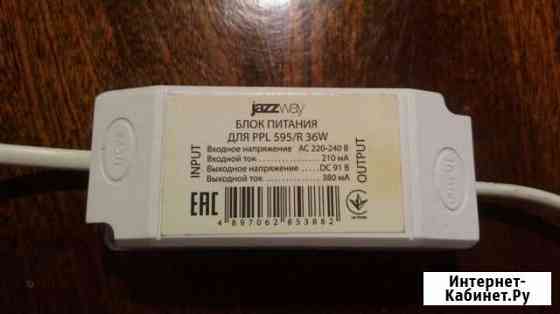 jazzway
БЛОК ПИТАНИЯ
ДЛЯ PPL 595/R 36W
INPUT
OUTPUT
Входное напряжение AC 220-240 В
Входной ток ..................... 210 мА
Выходное напряжение ..... DC 91 В
Выходной ток .................. 380 мА
EAC
4 897062 853882
Интернет-
Кабинет.Ру